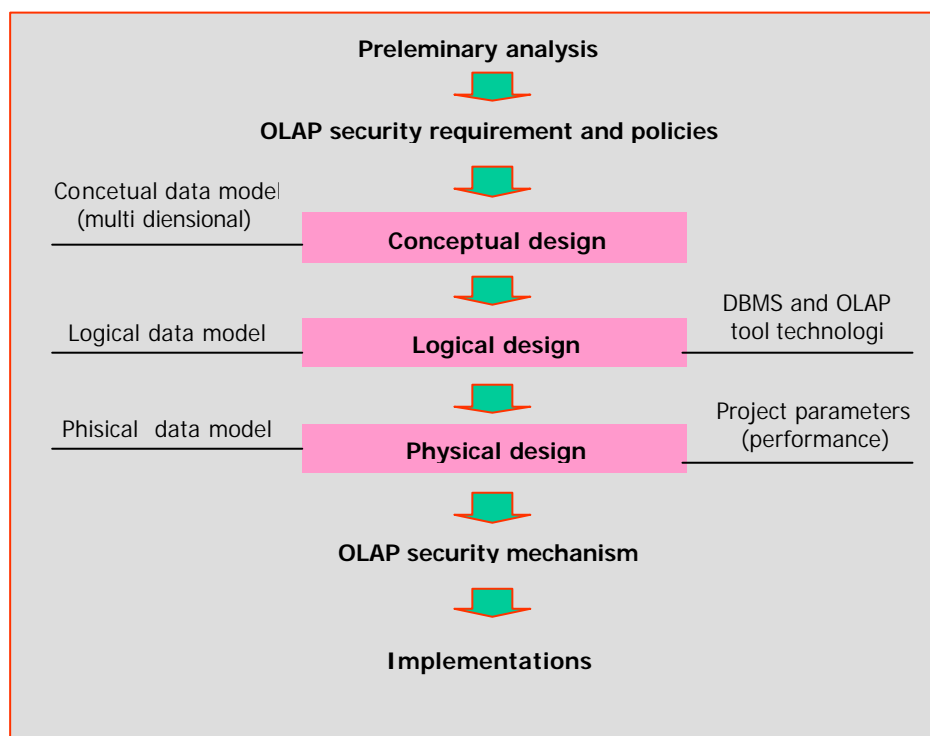 Preleminary analysis
OLAP security requirement and policies
Concetual data model
(multi diensional)
Conceptual design
Logical data model
Logical design
DBMS and OLAP
tool technologi
Phisical data model
Physical design
Project parameters
(performance)
OLAP security mechanism
Implementations